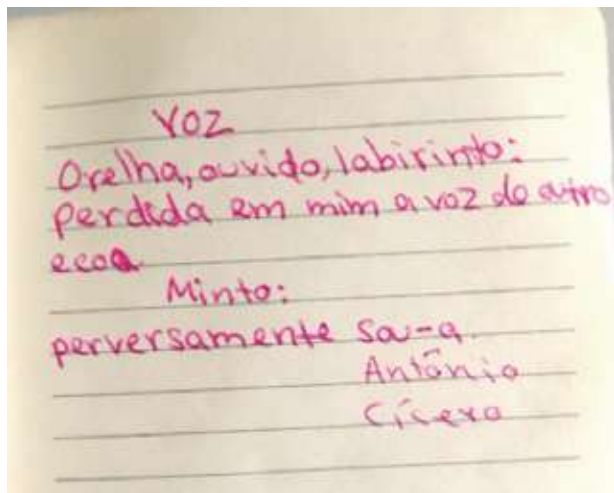 VOZ
Orelha, ouvido, labirinto:
perdida em mim a voz do outro
ecoa.
Minto:
perversamente sou-a.
Antônio
Cícero